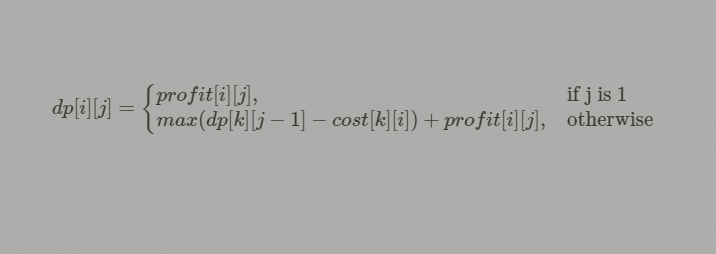 dp[i][j] = { profit[i][j], if j is 1
max(dp[k][j − 1] − cost[k][i]) + profit[i][j], otherwise